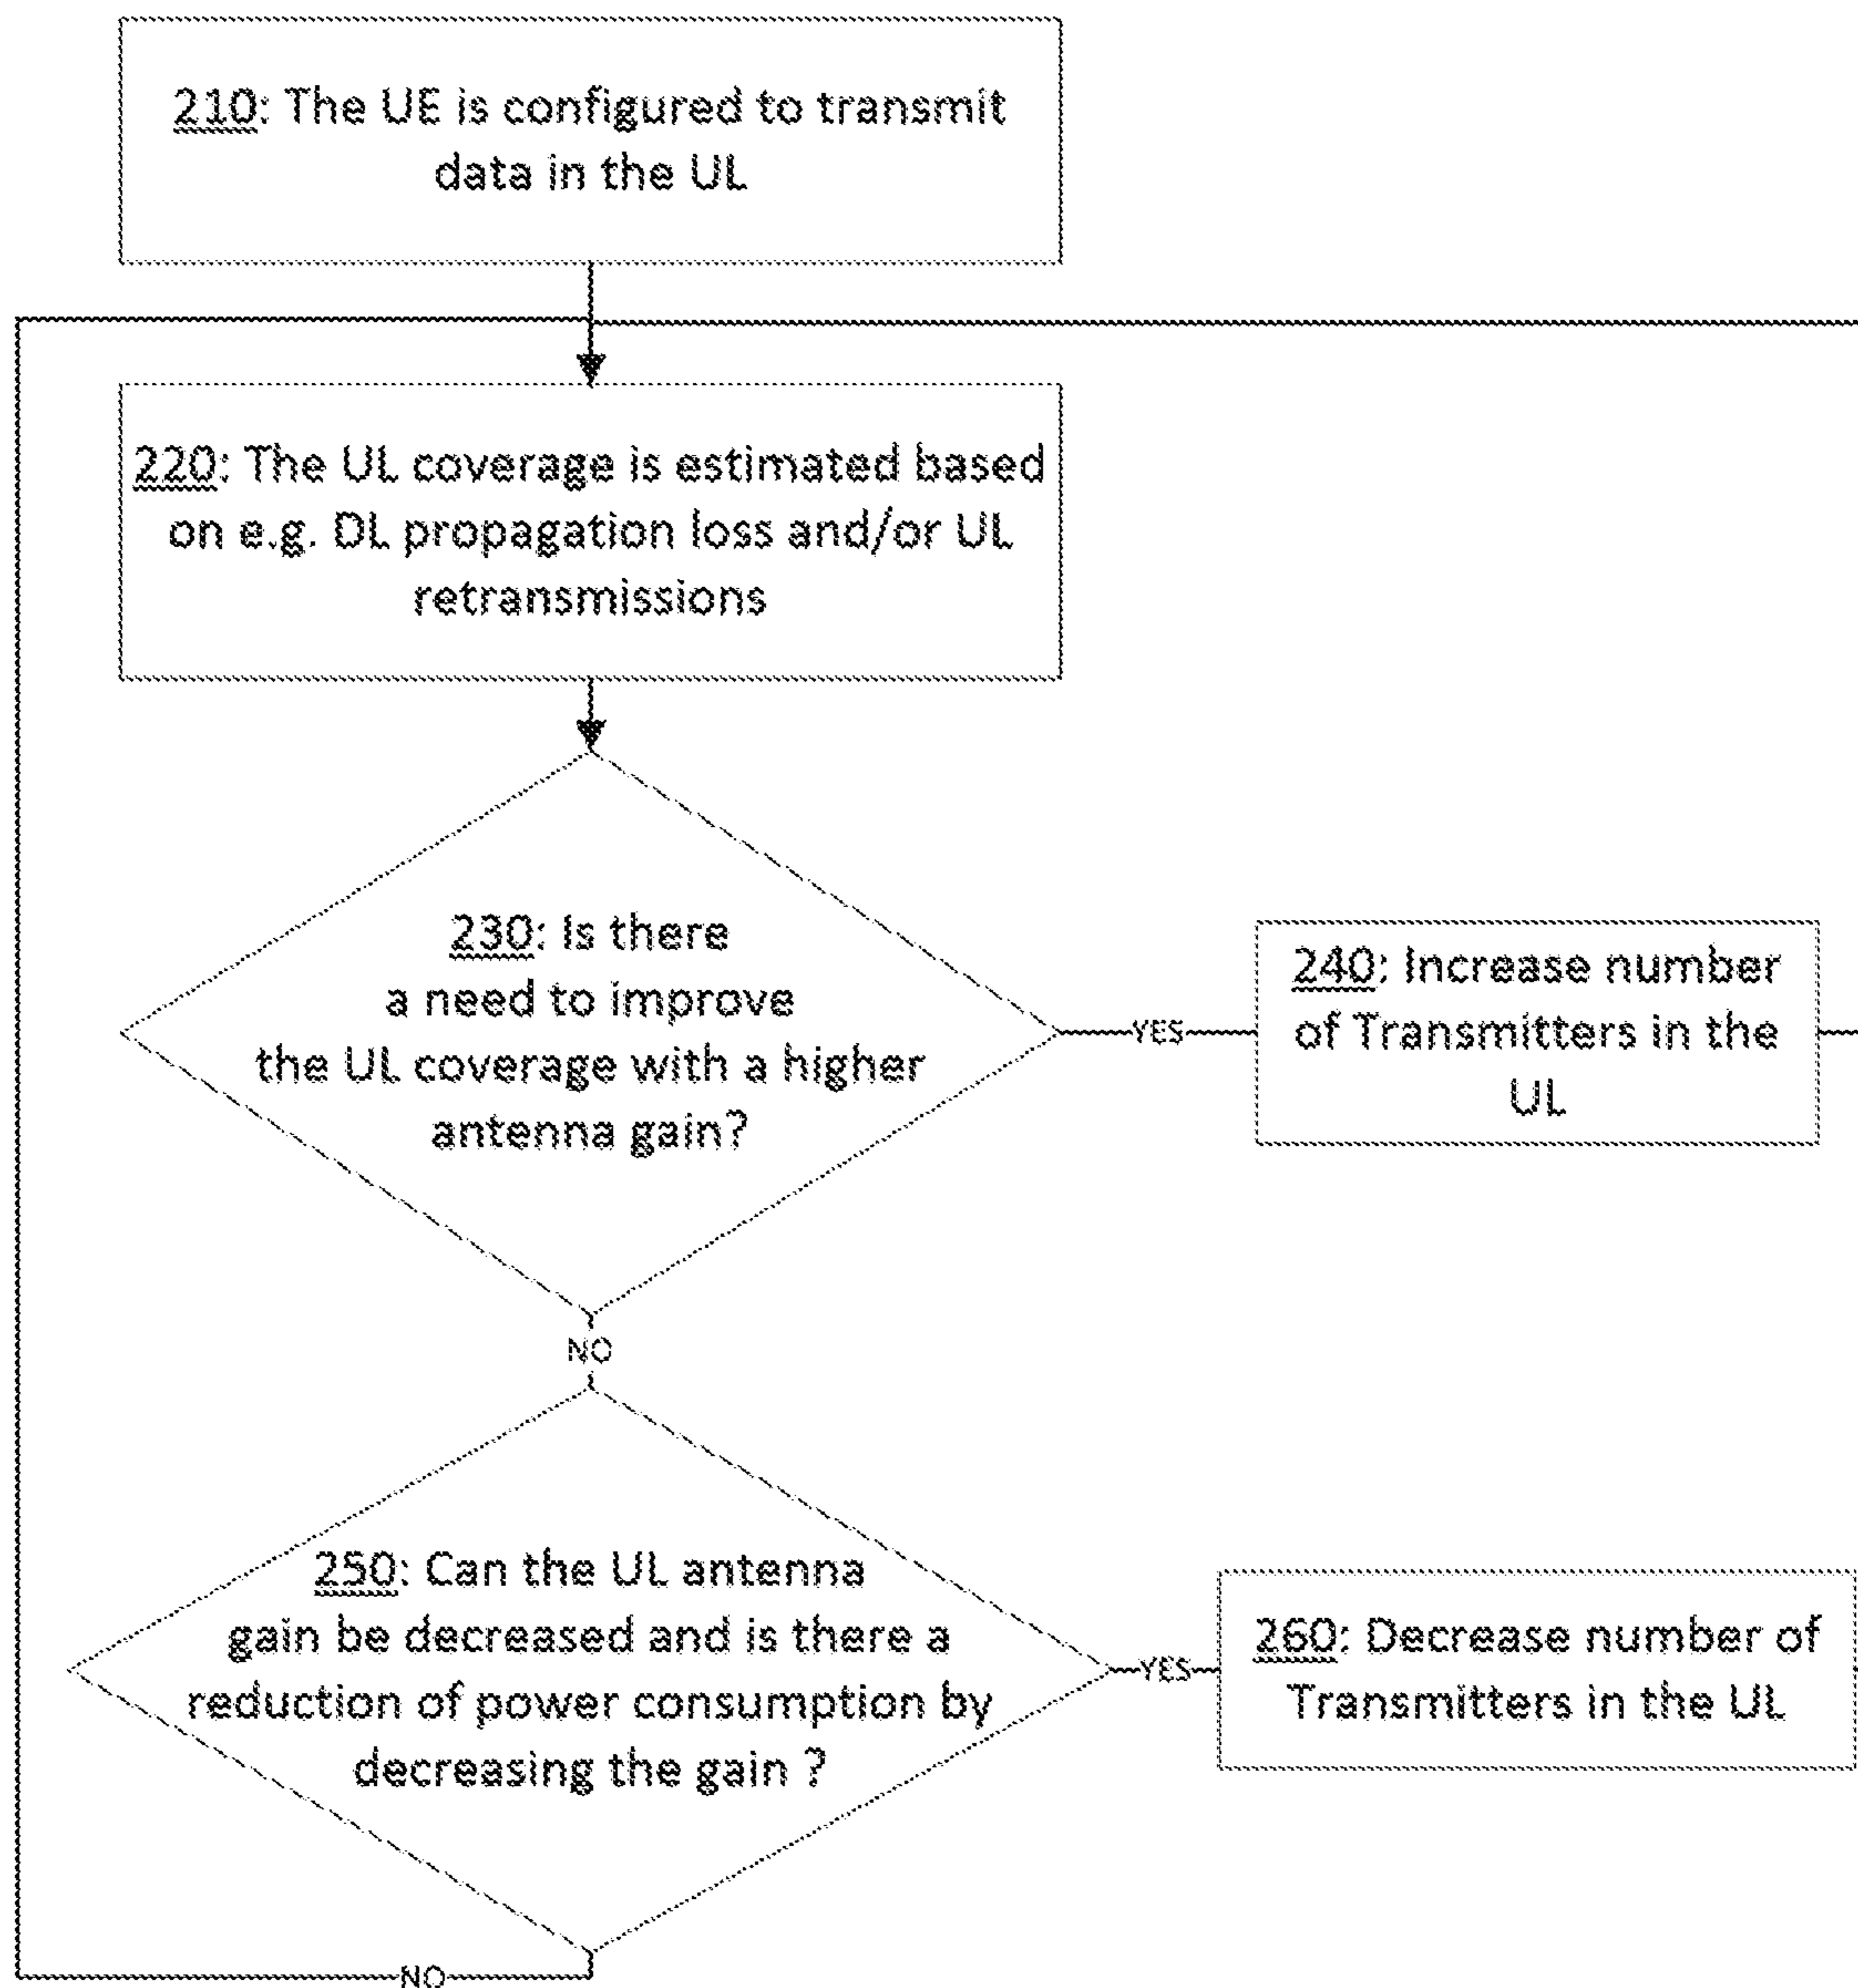 210: The UE is configured to transmit
data in the UL
220: The UL coverage is estimated based
on e.g. DL propagation loss and/or UL
retransmissions
230: Is there
a need to improve
the UL coverage with a higher
antenna gain?
YES
240: Increase number
of Transmitters in the
UL
NO
250: Can the UL antenna
gain be decreased and is there a
reduction of power consumption by
decreasing the gain ?
YES
260: Decrease number of
Transmitters in the UL
NO